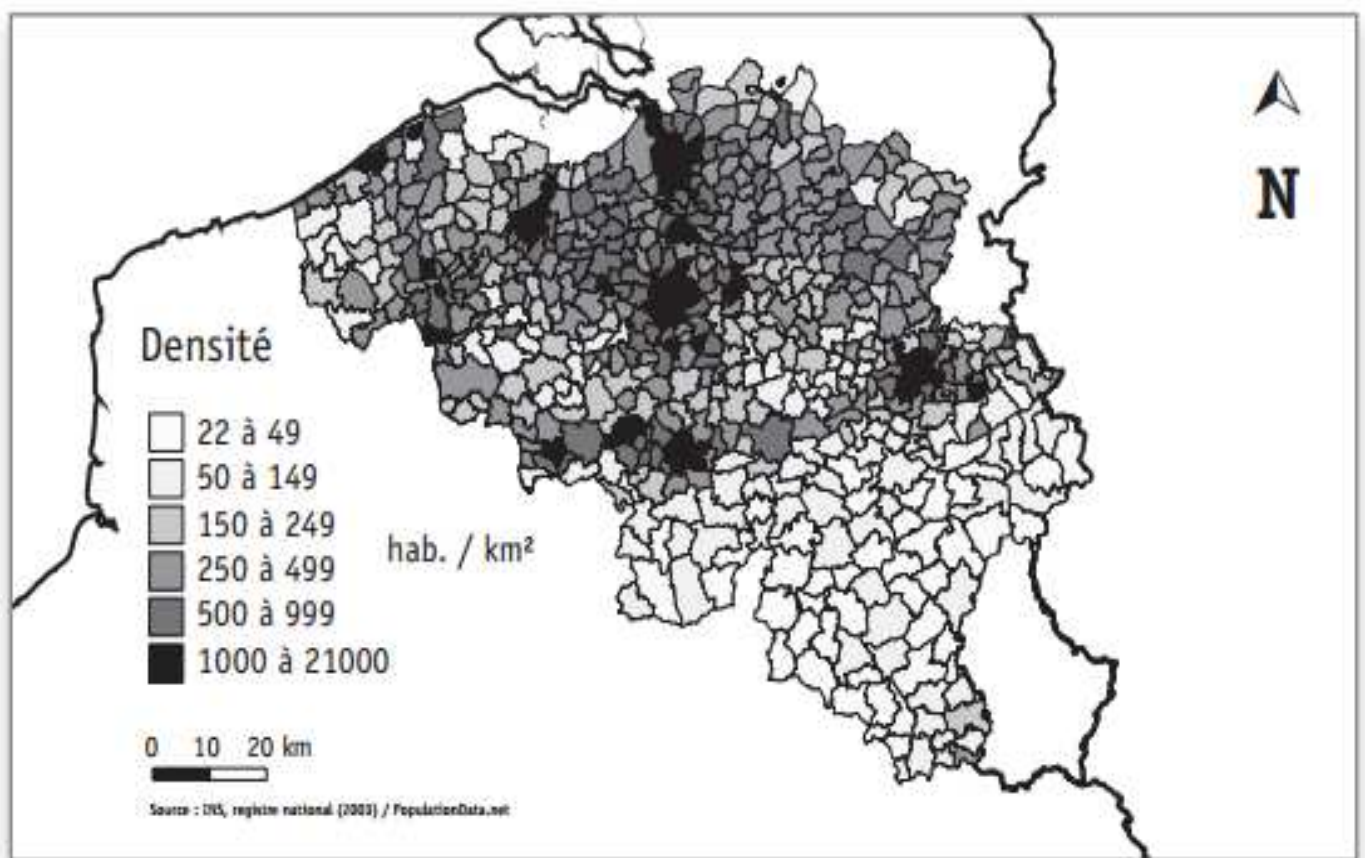 N
Densité
22 à 49
50 à 149
150 à 249
250 à 499
500 à 999
1000 à 21000
hab. / km²
0 10 20 km
Source : INS, registre national (2003) / PopulationData.net